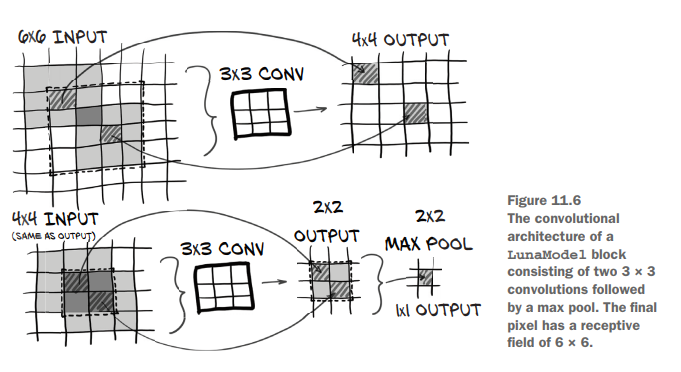 6x6 INPUT
3x3 CONV
4x4 OUTPUT
4x4 INPUT
(SAME AS OUTPUT)
3x3 CONV
2x2
OUTPUT
2x2
MAX POOL
1x1 OUTPUT
Figure 11.6
The convolutional
architecture of a
LunaModel block
consisting of two 3 × 3
convolutions followed
by a max pool. The final
pixel has a receptive
field of 6 × 6.